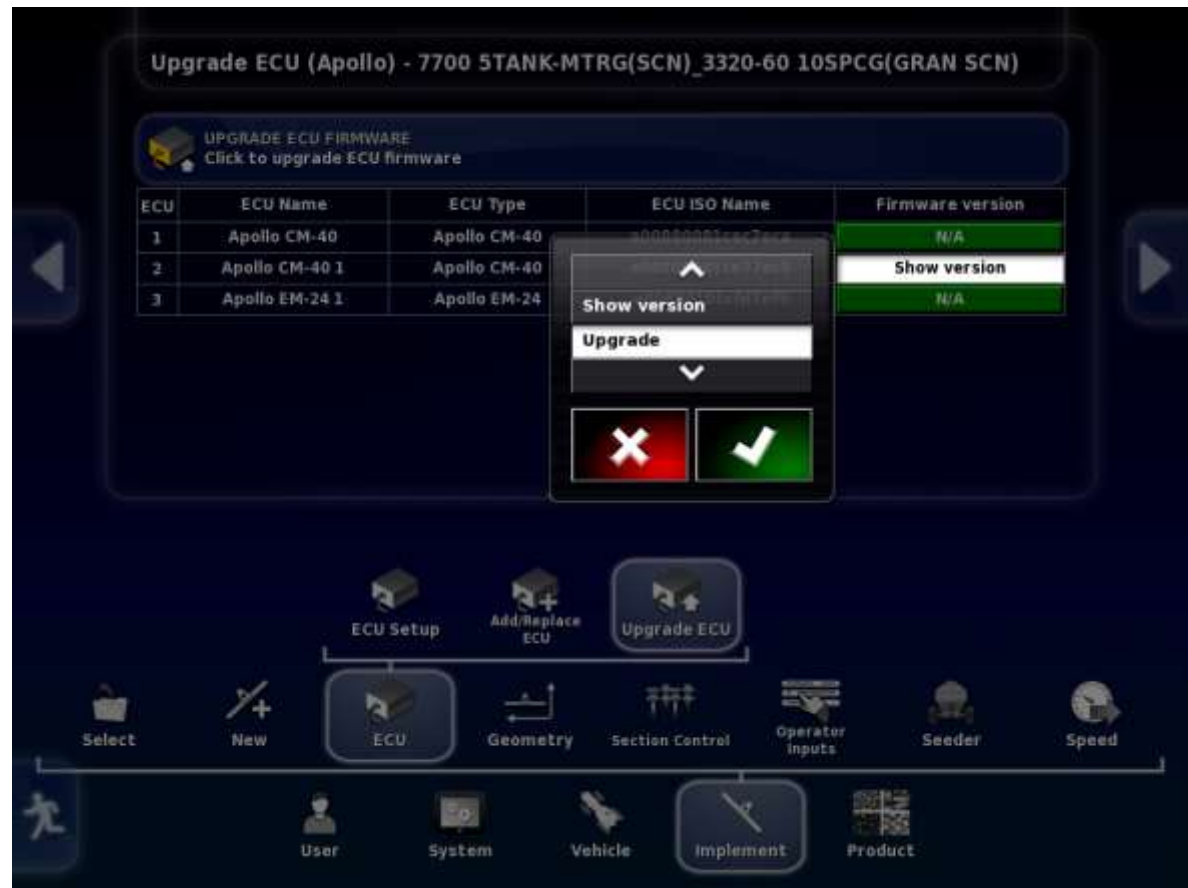 Upgrade ECU (Apollo) - 7700 5TANK-MTRG(SCN)_3320-60 10SPCG(GRAN SCN)
UPGRADE ECU FIRMWARE
Click to upgrade ECU firmware
ECU ECU Name ECU Type ECU ISO Name Firmware version
1 Apollo CM-40 Apollo CM-40 N/A
2 Apollo CM-40 1 Apollo CM-40 Show version
3 Apollo EM-24 1 Apollo EM-24 N/A
Show version
Upgrade
ECU Setup
Add/Replace
ECU
Upgrade ECU
Select New ECU Geometry Section Control Operator
Inputs
Seeder Speed
User System Vehicle Implement Product